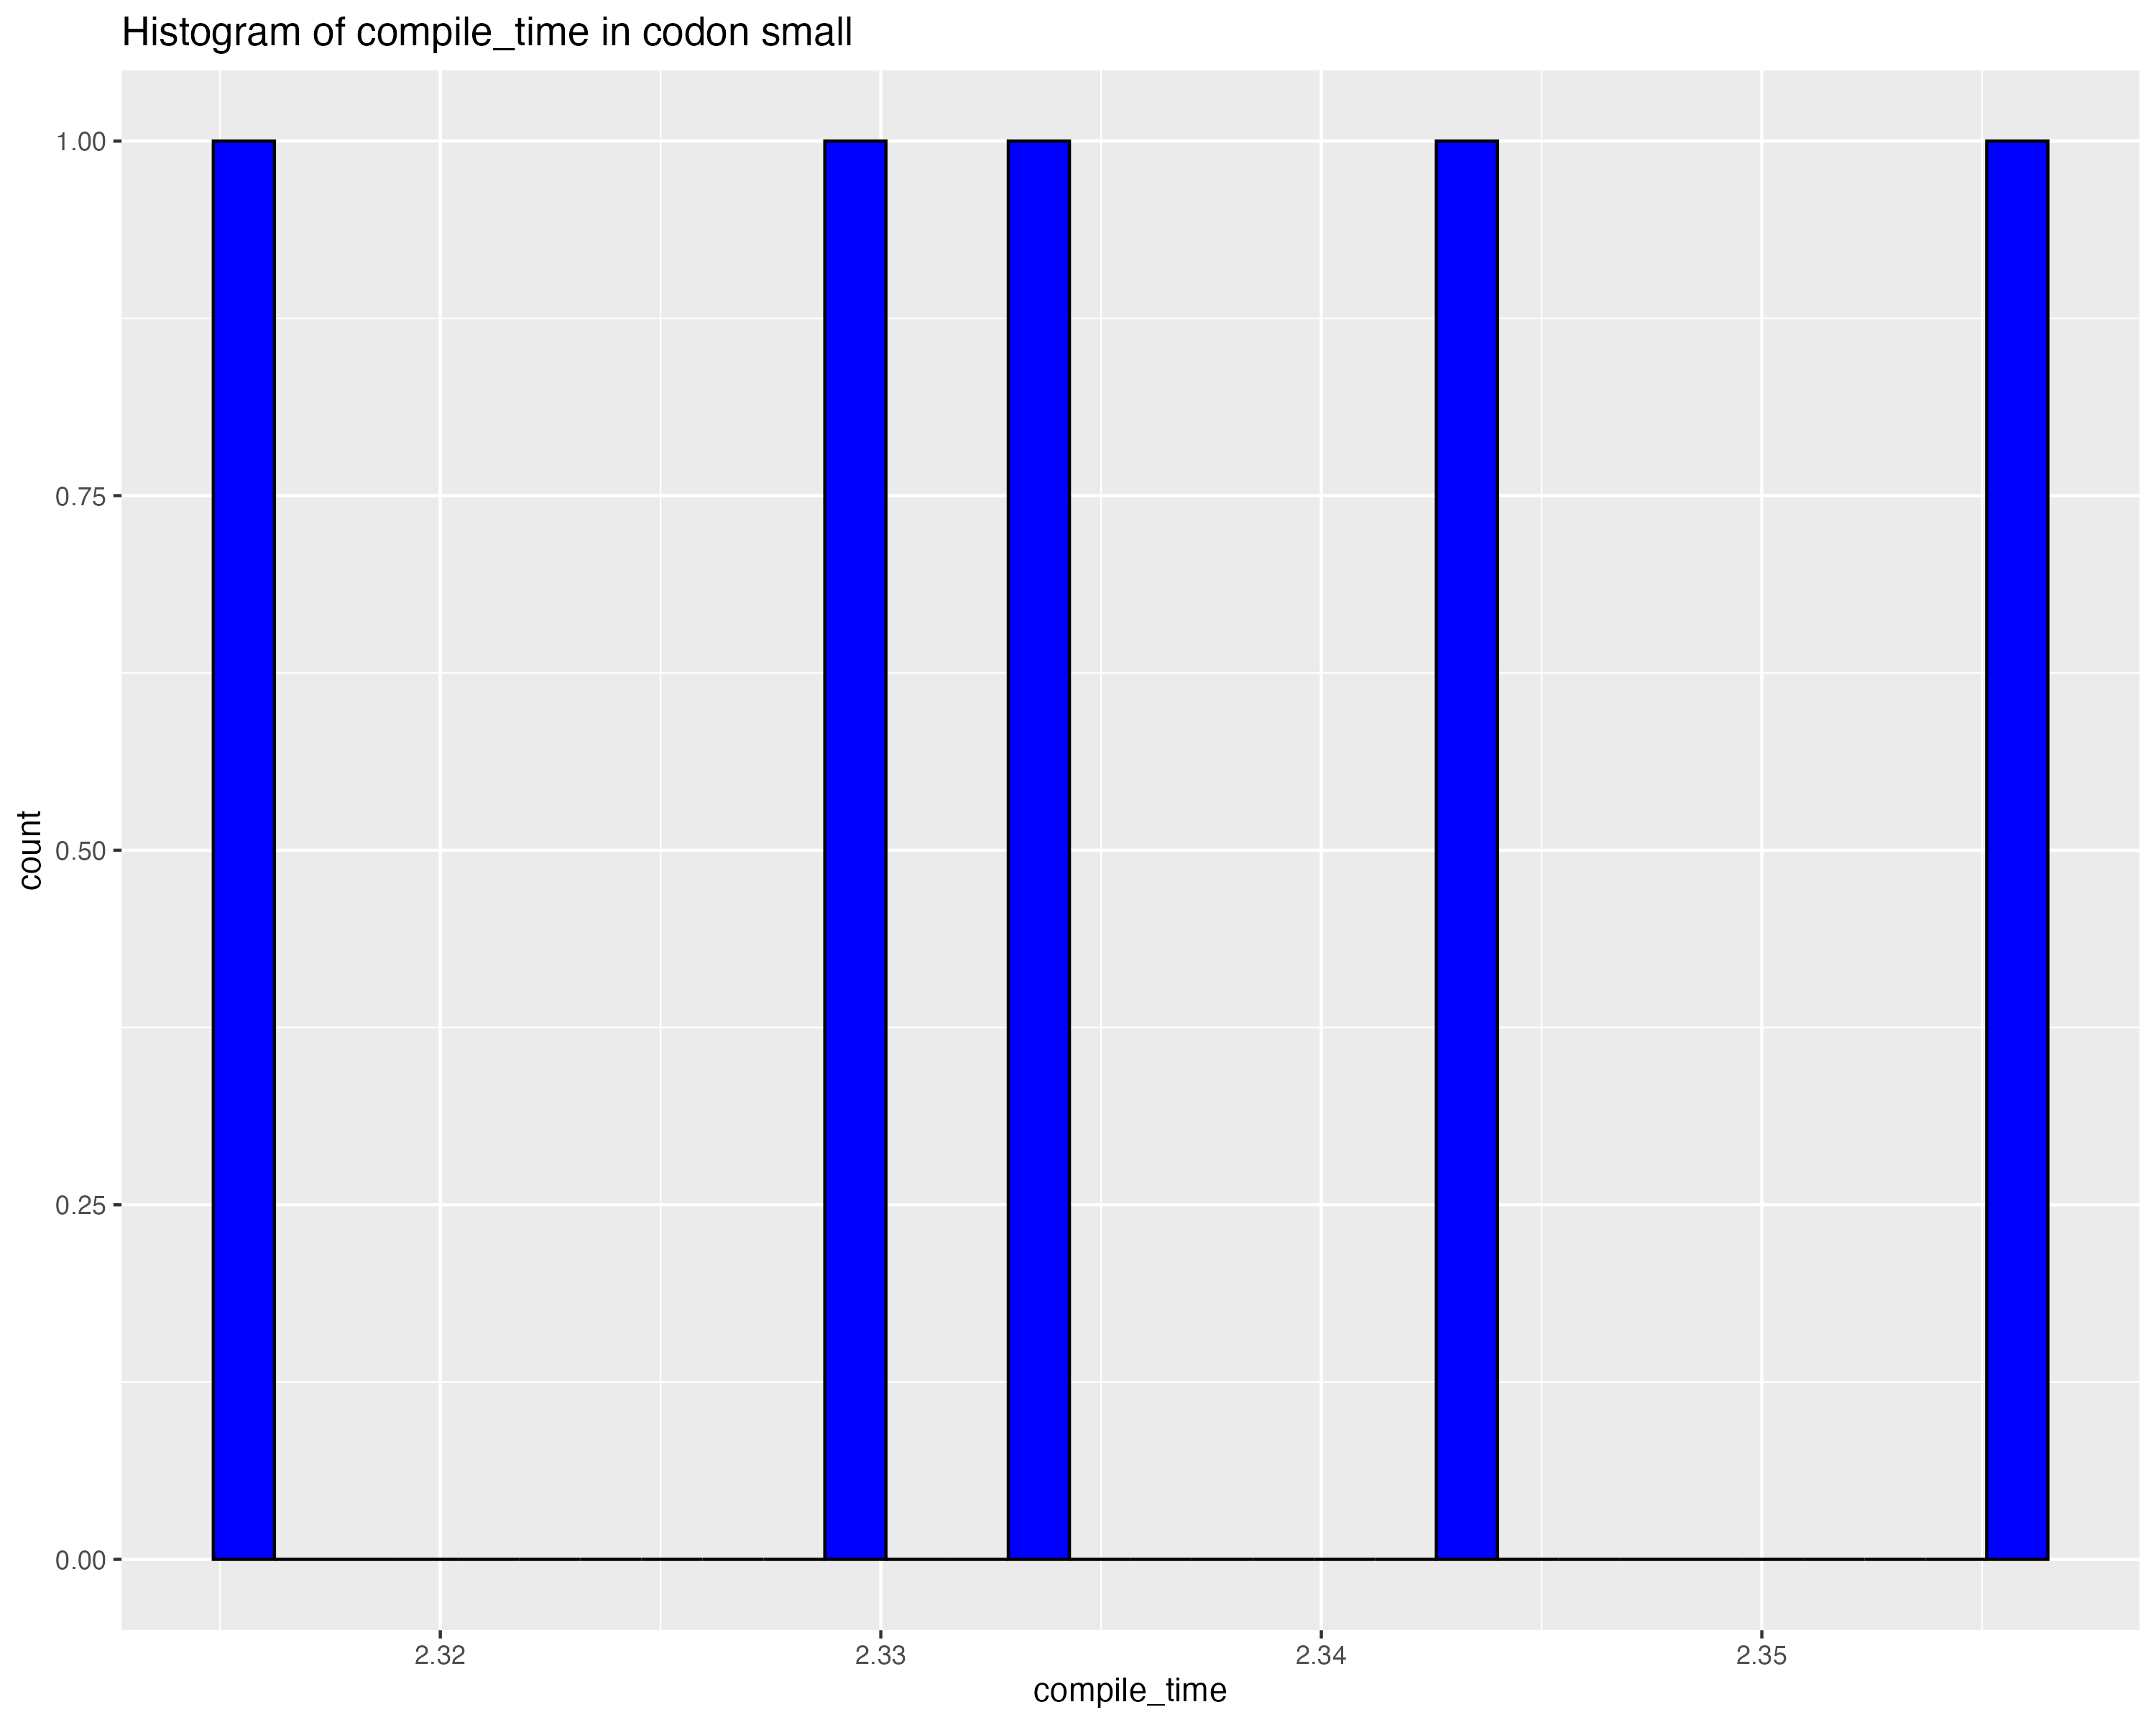 Histogram of compile_time in codon small
1.00
0.75
0.50
0.25
0.00
count
2.32 2.33 2.34 2.35
compile_time